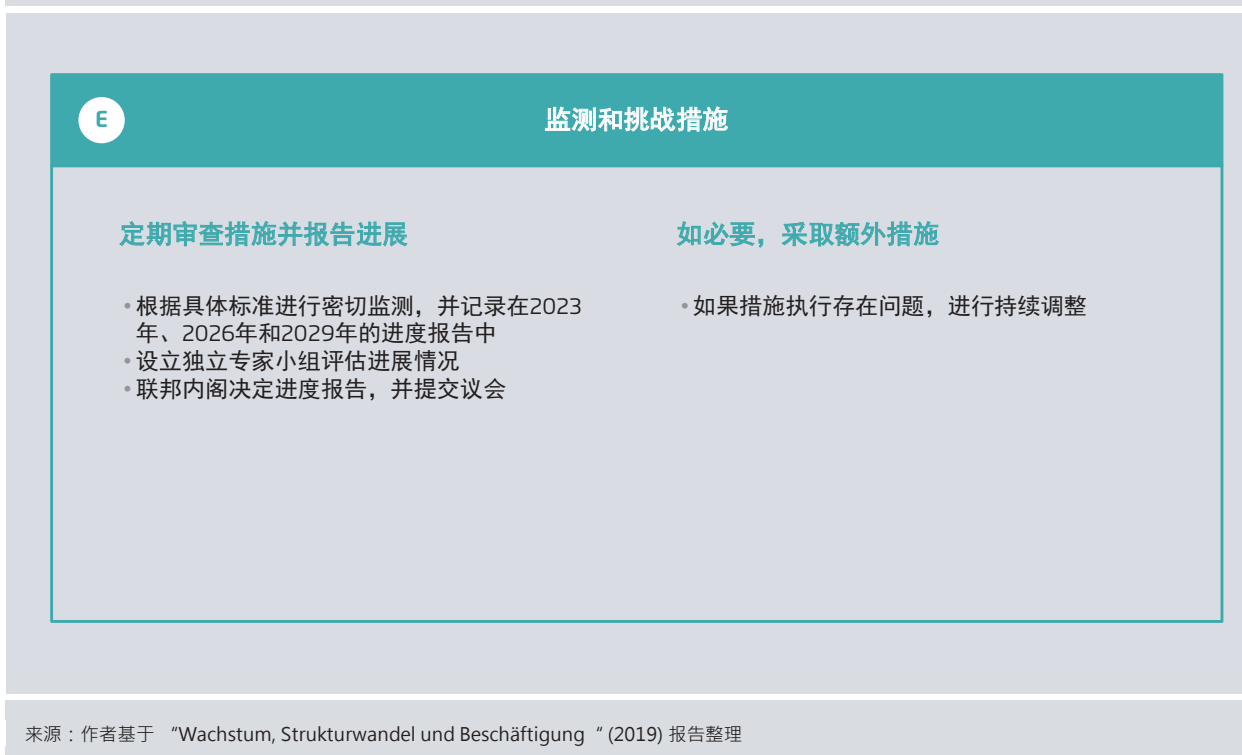 E
监测和挑战措施
定期审查措施并报告进展
•根据具体标准进行密切监测，并记录在2023
年、2026年和2029年的进度报告中
•设立独立专家小组评估进展情况
•联邦内阁决定进度报告，并提交议会
如必要，采取额外措施
•如果措施执行存在问题，进行持续调整
来源：作者基于 “Wachstum, Strukturwandel und Beschäftigung“ (2019) 报告整理